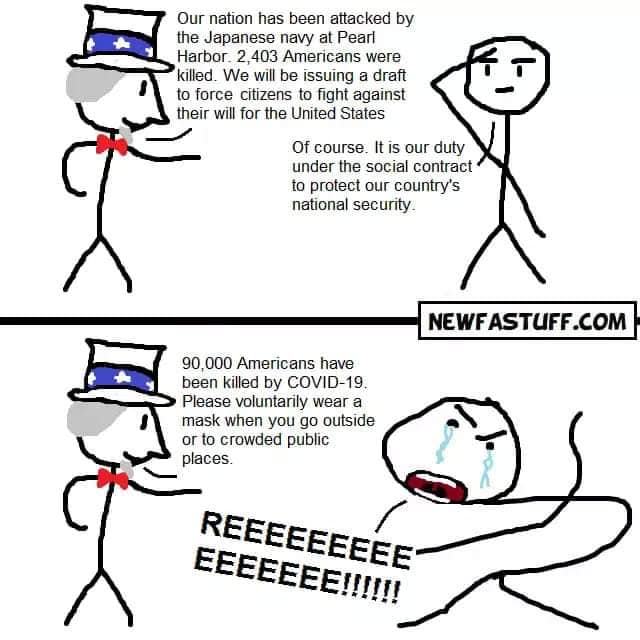 Our nation has been attacked by
the Japanese navy at Pearl
Harbor. 2,403 Americans were
killed. We will be issuing a draft
to force citizens to fight against
their will for the United States
Of course. It is our duty
under the social contract
to protect our country's
national security.
NEWFASTUFF.COM
90,000 Americans have
been killed by COVID-19.
Please voluntarily wear a
mask when you go outside
or to crowded public
places.
REEEEEEEEE
EEEEEEE!!!!!!